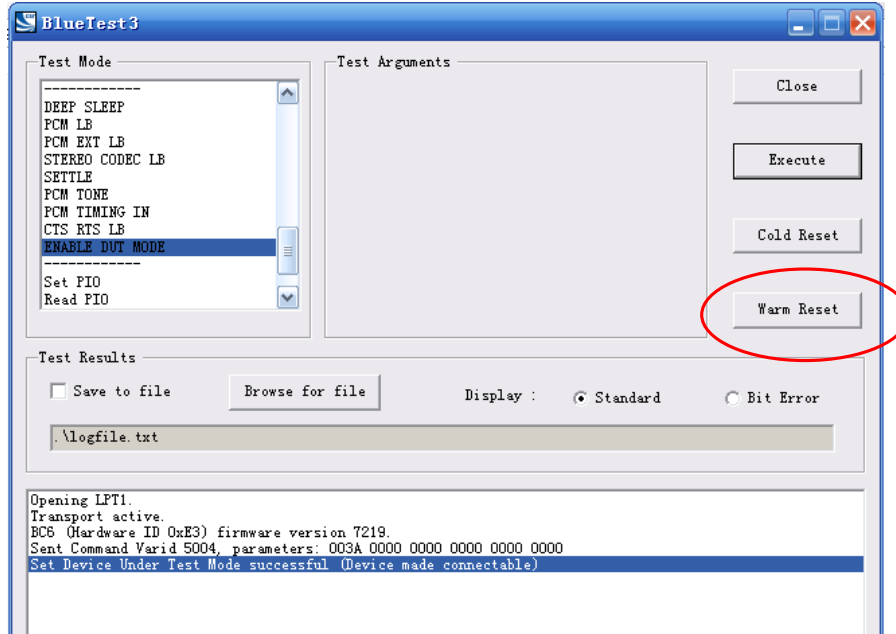 BlueTest3
Test Mode
------------
DEEP SLEEP
PCM LB
PCM EXT LB
STEREO CODEC LB
SETTLE
PCM TONE
PCM TIMING IN
CTS RTS LB
ENABLE DUT MODE
------------
Set PIO
Read PIO
Test Arguments
Close
Execute
Cold Reset
Warm Reset
Test Results
Save to file
Browse for file
Display :
Standard
Bit Error
.\logfile.txt
Opening LPT1.
Transport active.
BC6 (Hardware ID 0xE3) firmware version 7219.
Sent Command Varid 5004, parameters: 003A 0000 0000 0000 0000 0000
Set Device Under Test Mode successful (Device made connectable)